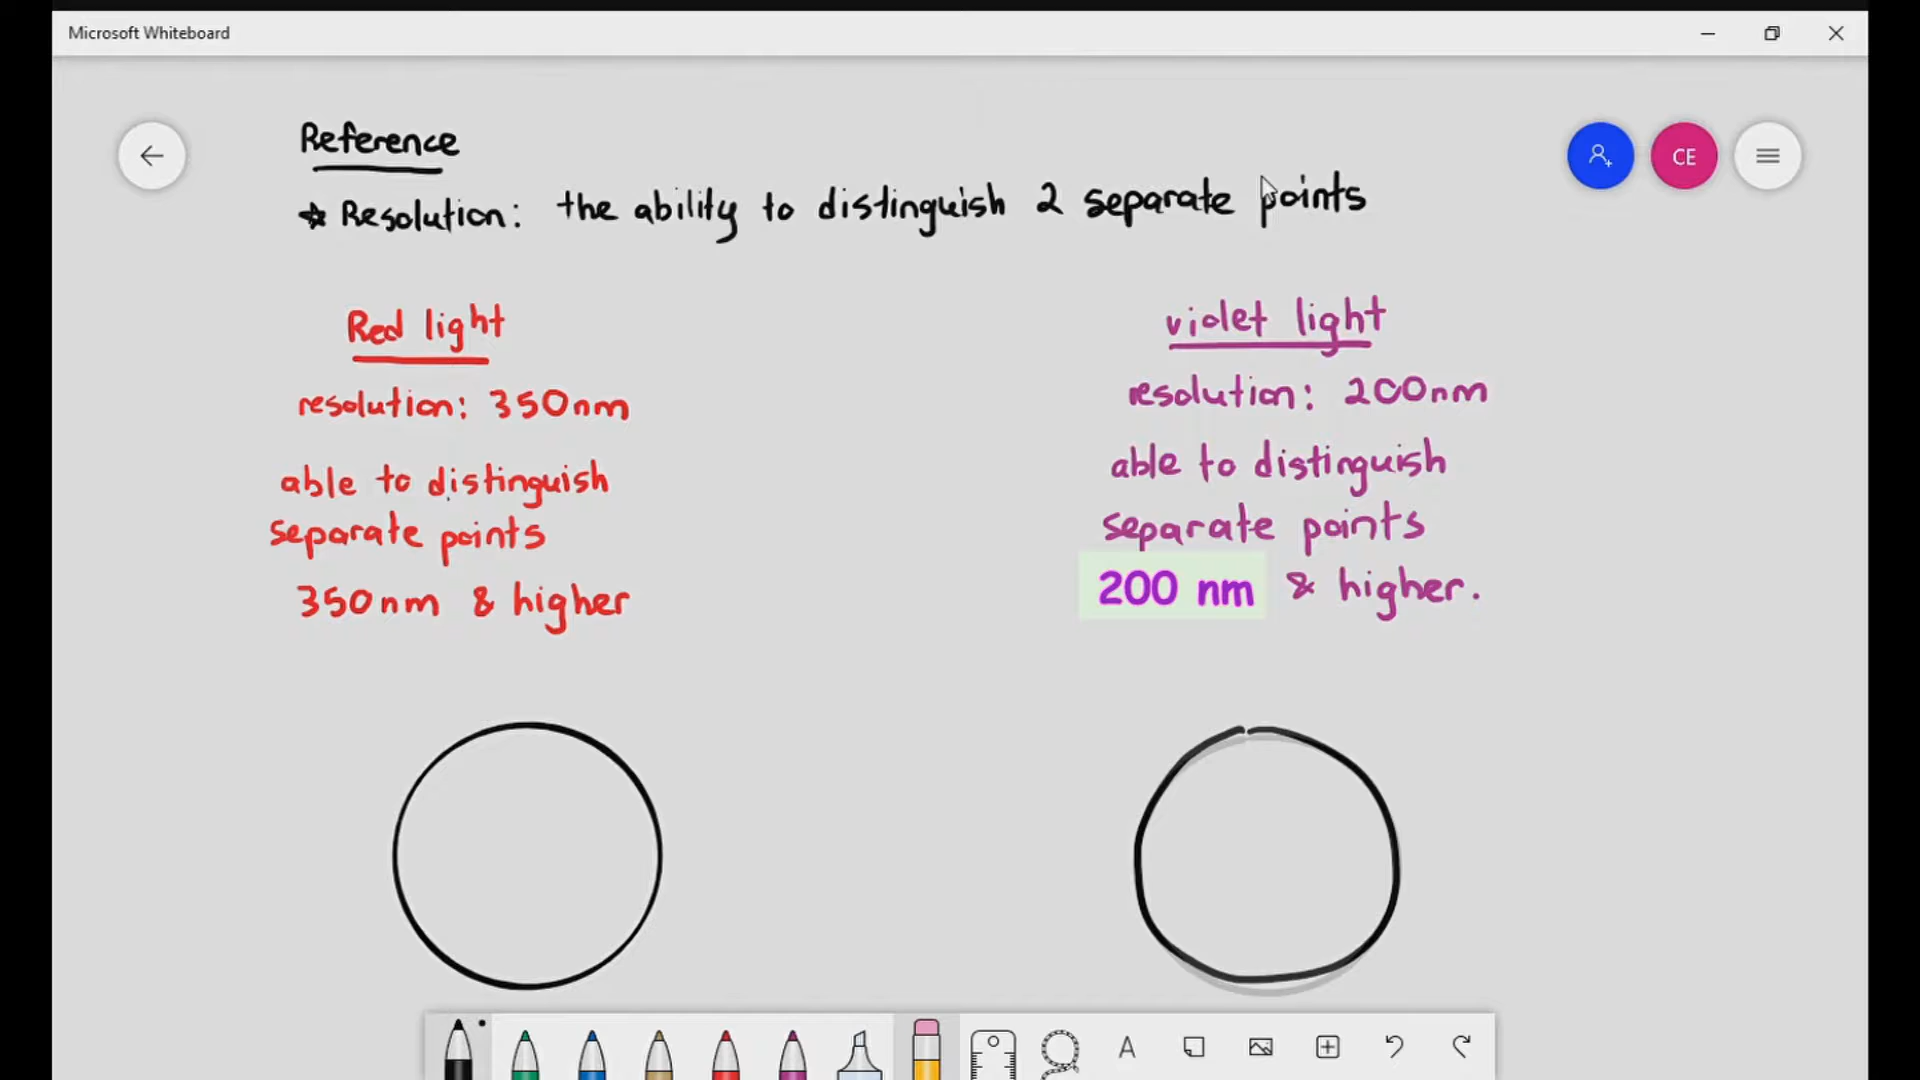 Microsoft Whiteboard
Reference
CE
☆ Resolution: the ability to distinguish 2 separate points
Red light
resolution: 350nm
able to distinguish
separate points
350nm & higher
violet light
resolution: 200nm
able to distinguish
separate points
200 nm & higher.
A